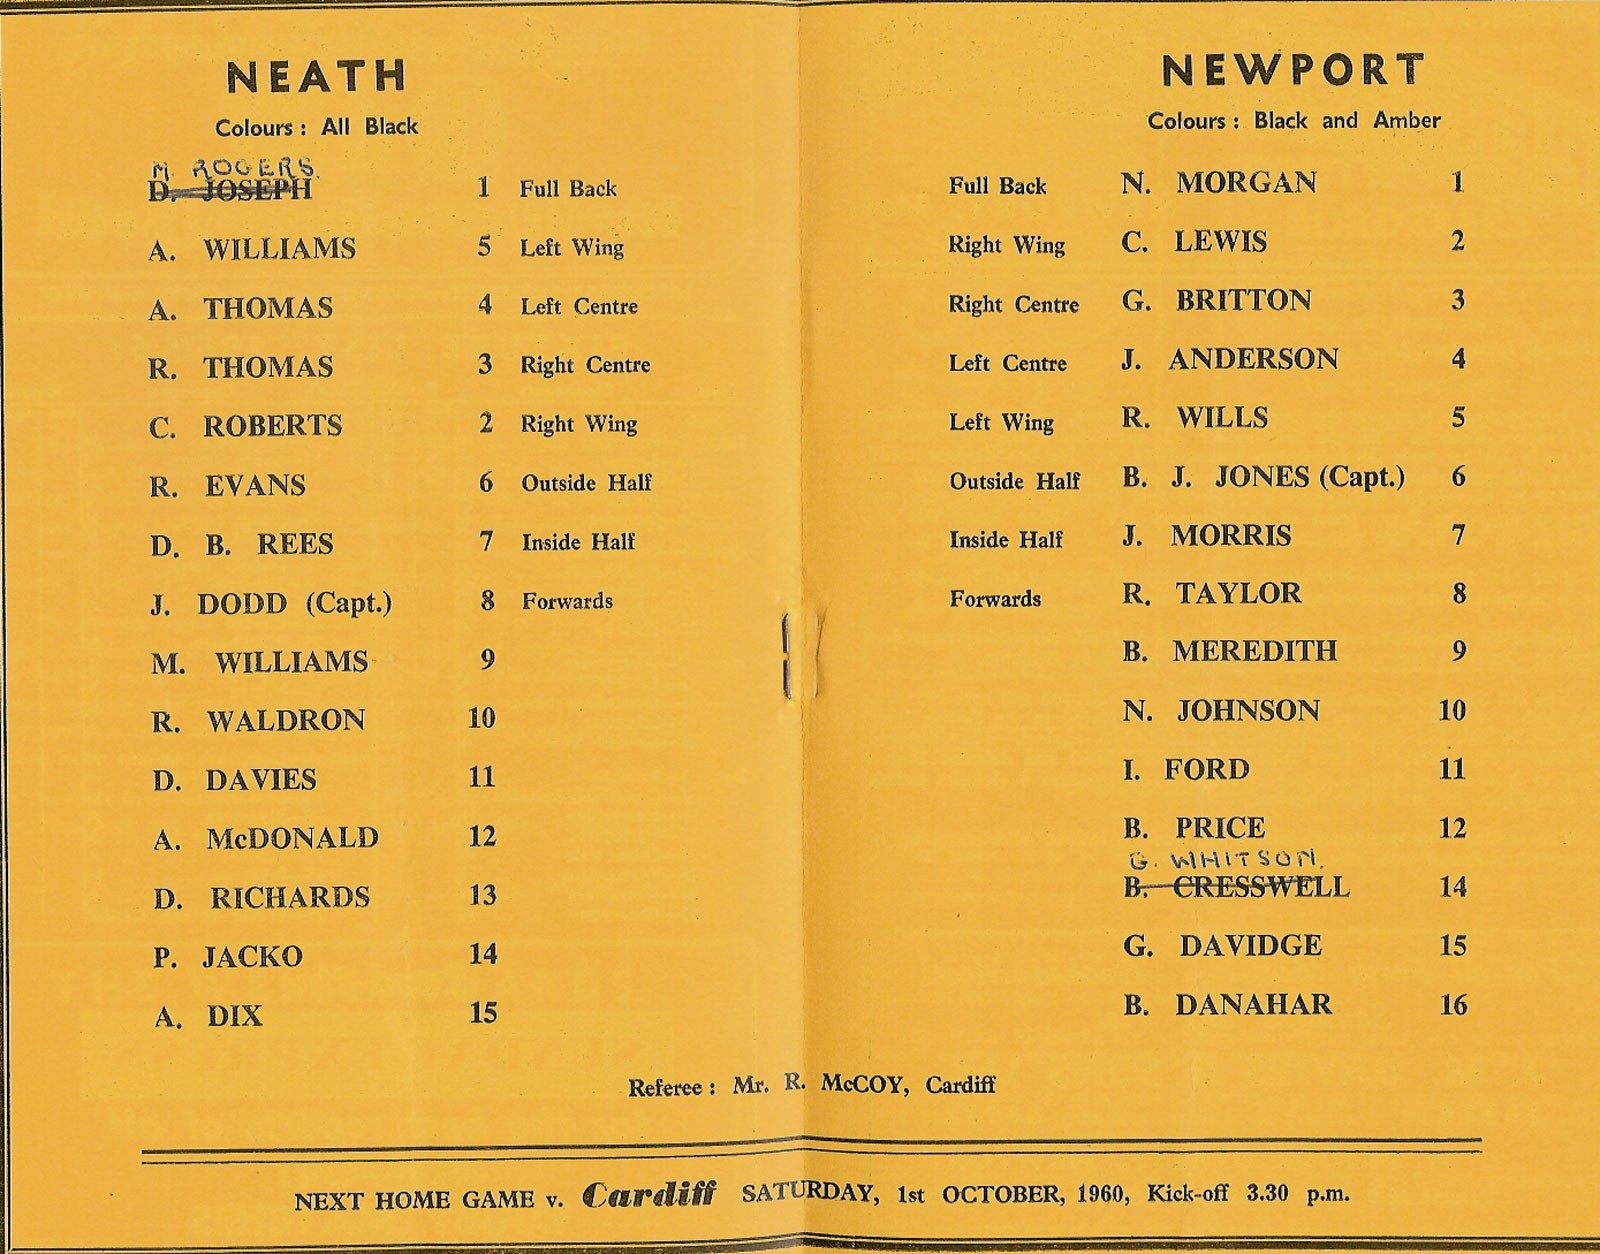 NEATH
Colours : All Black
M. ROGERS.
D. JOSEPH 1 Full Back
A. WILLIAMS 5 Left Wing
A. THOMAS 4 Left Centre
R. THOMAS 3 Right Centre
C. ROBERTS 2 Right Wing
R. EVANS 6 Outside Half
D. B. REES 7 Inside Half
J. DODD (Capt.) 8 Forwards
M. WILLIAMS 9
R. WALDRON 10
D. DAVIES 11
A. McDONALD 12
D. RICHARDS 13
P. JACKO 14
A. DIX 15
NEWPORT
Colours : Black and Amber
Full Back N. MORGAN 1
Right Wing C. LEWIS 2
Right Centre G. BRITTON 3
Left Centre J. ANDERSON 4
Left Wing R. WILLS 5
Outside Half B. J. JONES (Capt.) 6
Inside Half J. MORRIS 7
Forwards R. TAYLOR 8
B. MEREDITH 9
N. JOHNSON 10
I. FORD 11
B. PRICE 12
G. WHITSON.
B. CRESSWELL 14
G. DAVIDGE 15
B. DANAHAR 16
Referee : Mr. R. McCOY, Cardiff
NEXT HOME GAME v. Cardiff SATURDAY, 1st OCTOBER, 1960, Kick-off 3.30 p.m.